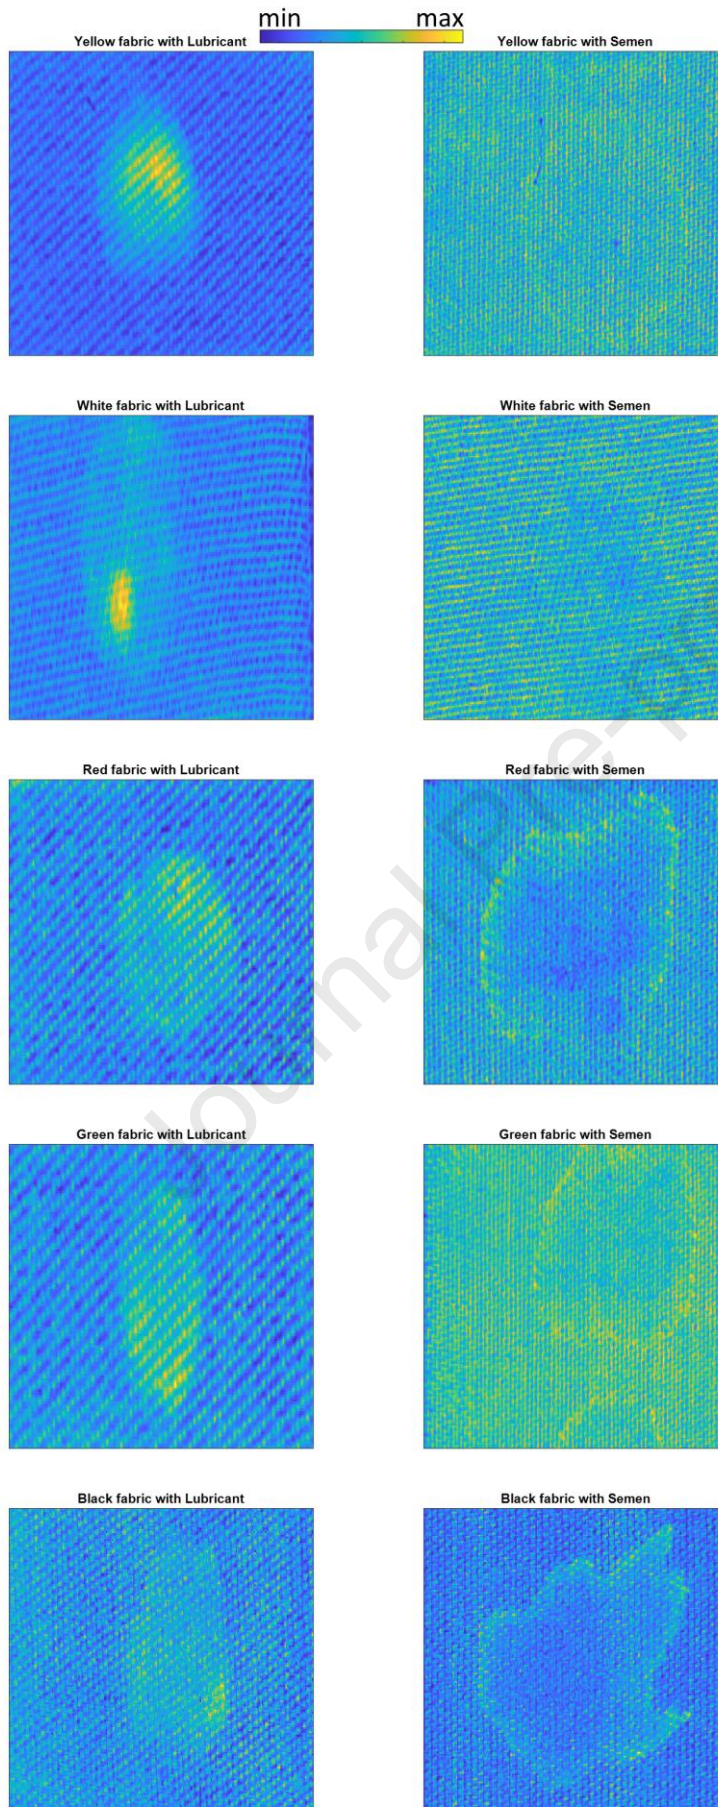 min max
Yellow fabric with Lubricant Yellow fabric with Semen
White fabric with Lubricant White fabric with Semen
Red fabric with Lubricant Red fabric with Semen
Green fabric with Lubricant Green fabric with Semen
Black fabric with Lubricant Black fabric with Semen
Journal Pre-p